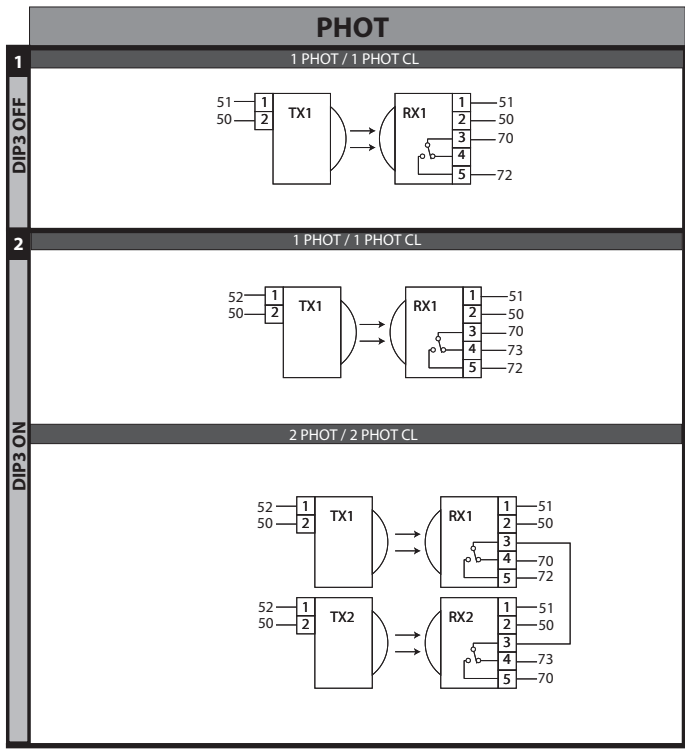 PHOT
1
1 PHOT / 1 PHOT CL
DIP3 OFF
51 1 TX1 RX1 1 51
50 2 2 50
3 70
4
5 72
2
1 PHOT / 1 PHOT CL
DIP3 ON
52 1 TX1 RX1 1 51
50 2 2 50
3 70
4 73
5 72
2 PHOT / 2 PHOT CL
52 1 TX1 RX1 1 51
50 2 2 50
3
4 70
5 72
52 1 TX2 RX2 1 51
50 2 2 50
3
4 73
5 70